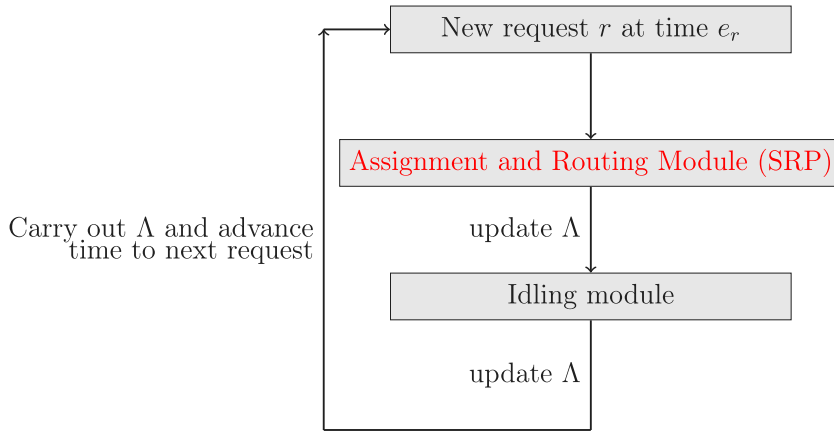 New request r at time e_r
Assignment and Routing Module (SRP)
Carry out Λ and advance
time to next request
update Λ
Idling module
update Λ